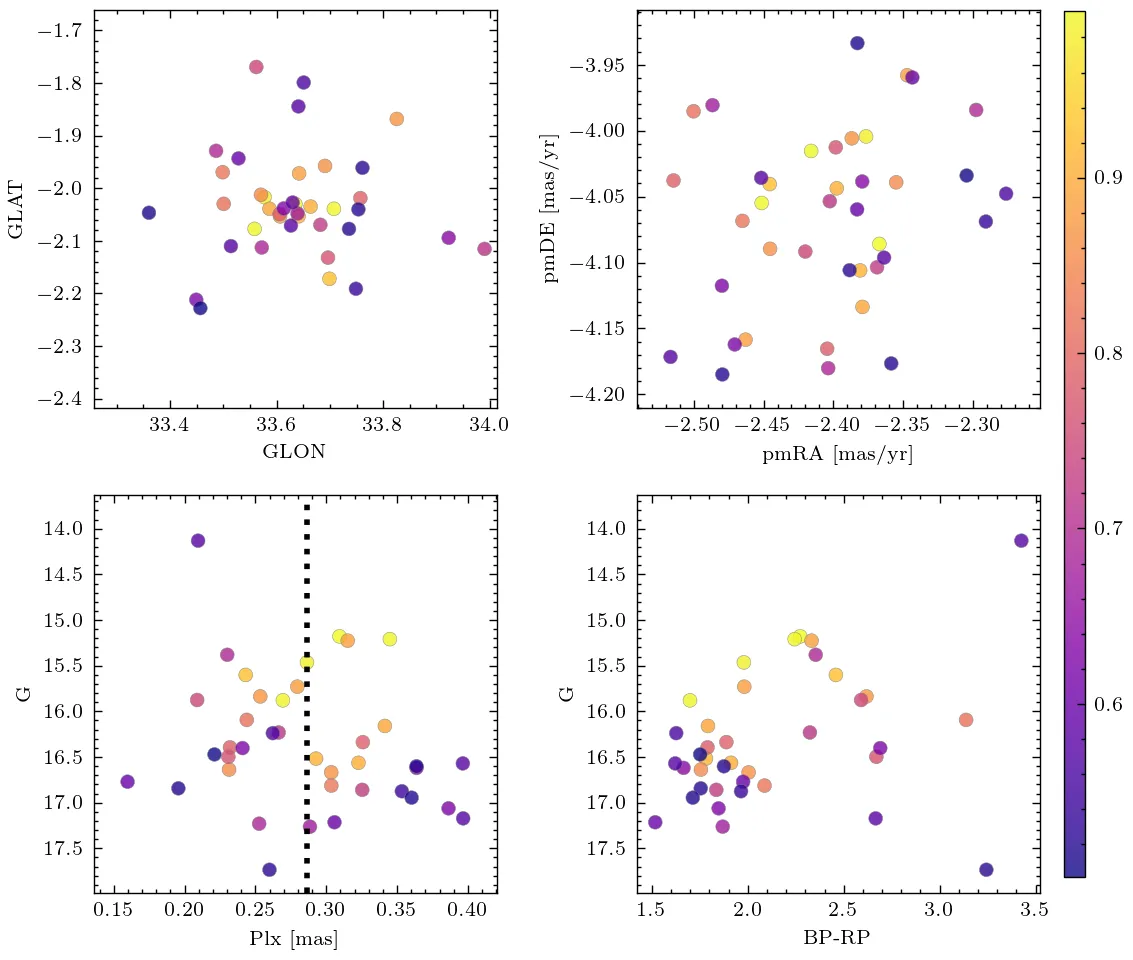 −1.7
−1.8
−1.9
−2.0
−2.1
−2.2
−2.3
−2.4
GLAT
33.4 33.6 33.8 34.0
GLON
−3.95
−4.00
−4.05
−4.10
−4.15
−4.20
pmDE [mas/yr]
−2.50 −2.45 −2.40 −2.35 −2.30
pmRA [mas/yr]
0.9
0.8
0.7
0.6
14.0
14.5
15.0
15.5
16.0
16.5
17.0
17.5
G
0.15 0.20 0.25 0.30 0.35 0.40
Plx [mas]
14.0
14.5
15.0
15.5
16.0
16.5
17.0
17.5
G
1.5 2.0 2.5 3.0 3.5
BP-RP